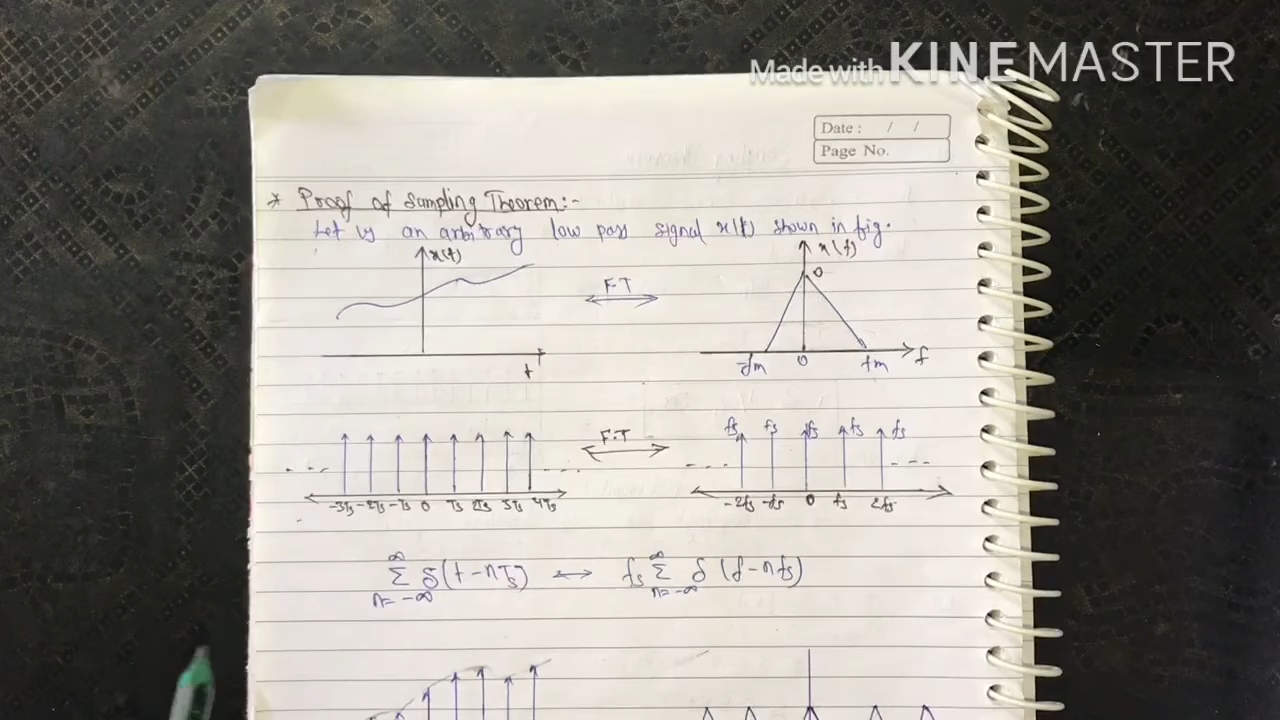 Made with KINEMASTER
Date : / /
Page No.
* Proof of Sampling Theorem:-
Let us an arbitrary low pass signal x(t) shown in fig.
x(t) x(f)
F.T 0
t -fm 0 fm f
fs fs fs fs fs
F.T
-3Ts -2Ts -Ts 0 Ts 2Ts 3Ts 4Ts -2fs -fs 0 fs 2fs
∞ ∞
Σ δ(t-nTs) ↔ fs Σ δ(f-nfs)
n=-∞ n=-∞